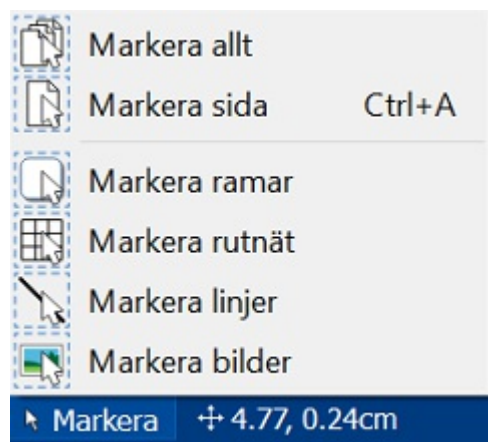 Markera allt
Markera sida Ctrl+A
Markera ramar
Markera rutnät
Markera linjer
Markera bilder
Markera 4.77, 0.24cm